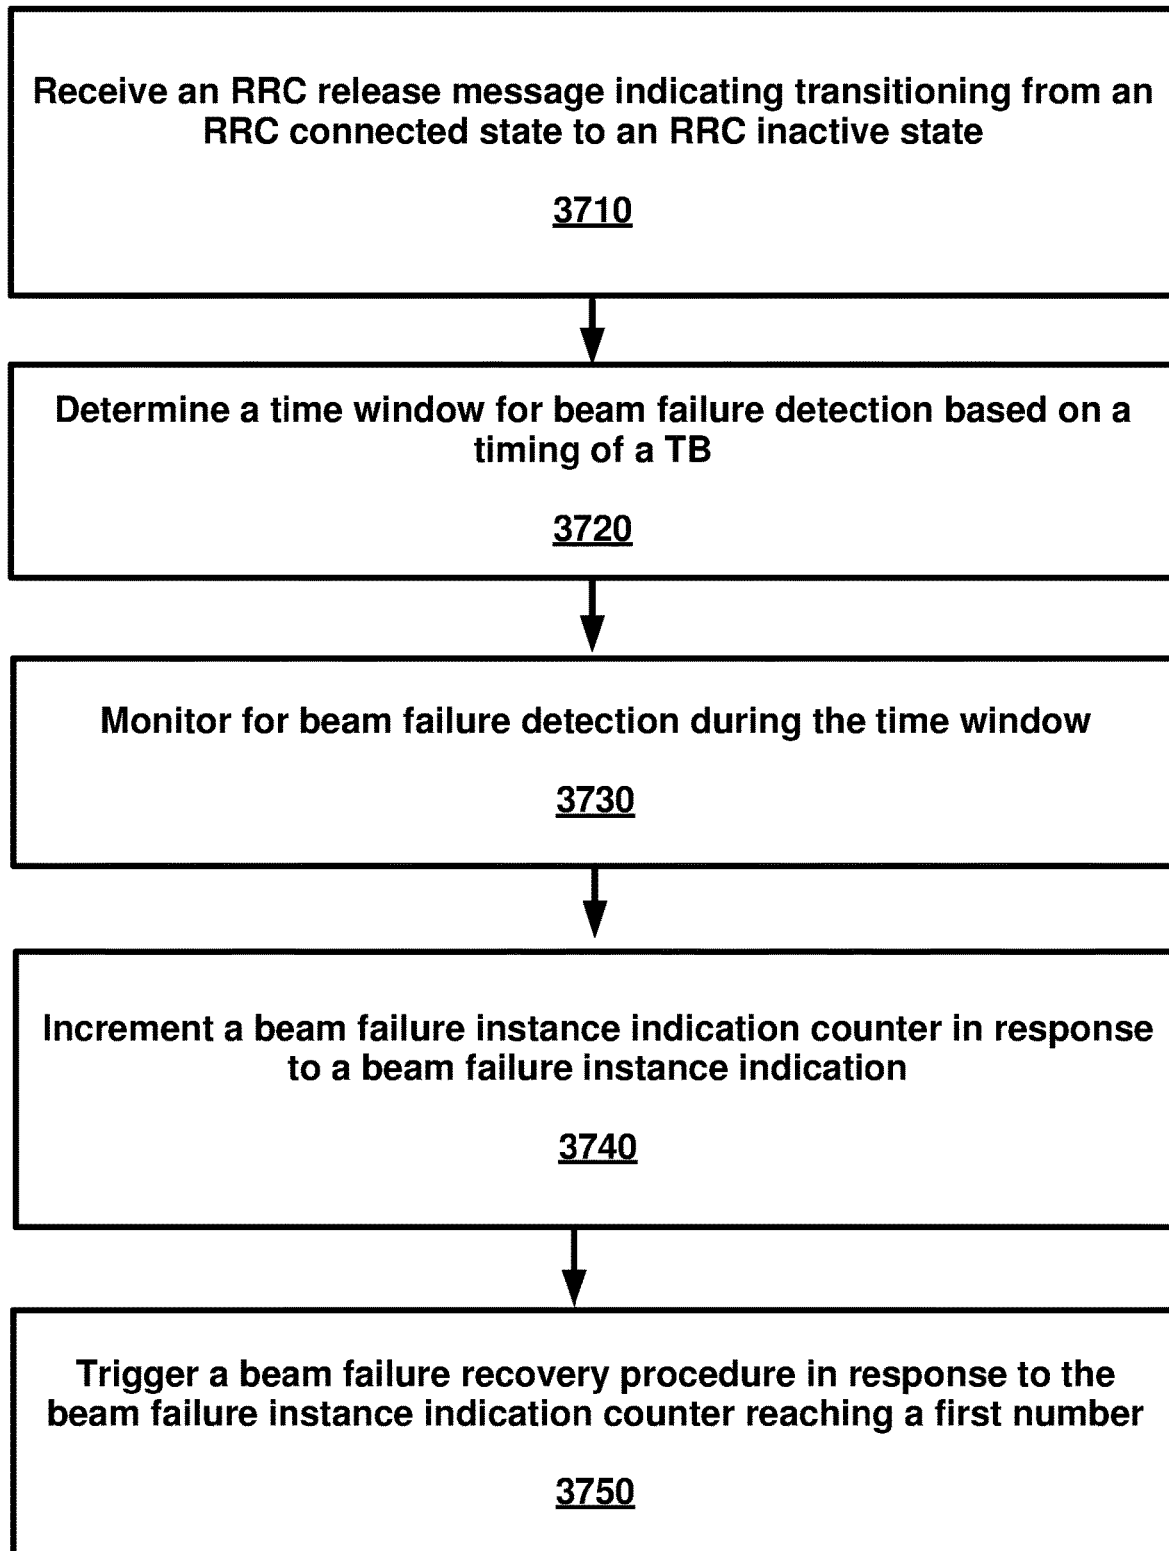 Receive an RRC release message indicating transitioning from an
RRC connected state to an RRC inactive state
3710
Determine a time window for beam failure detection based on a
timing of a TB
3720
Monitor for beam failure detection during the time window
3730
Increment a beam failure instance indication counter in response
to a beam failure instance indication
3740
Trigger a beam failure recovery procedure in response to the
beam failure instance indication counter reaching a first number
3750